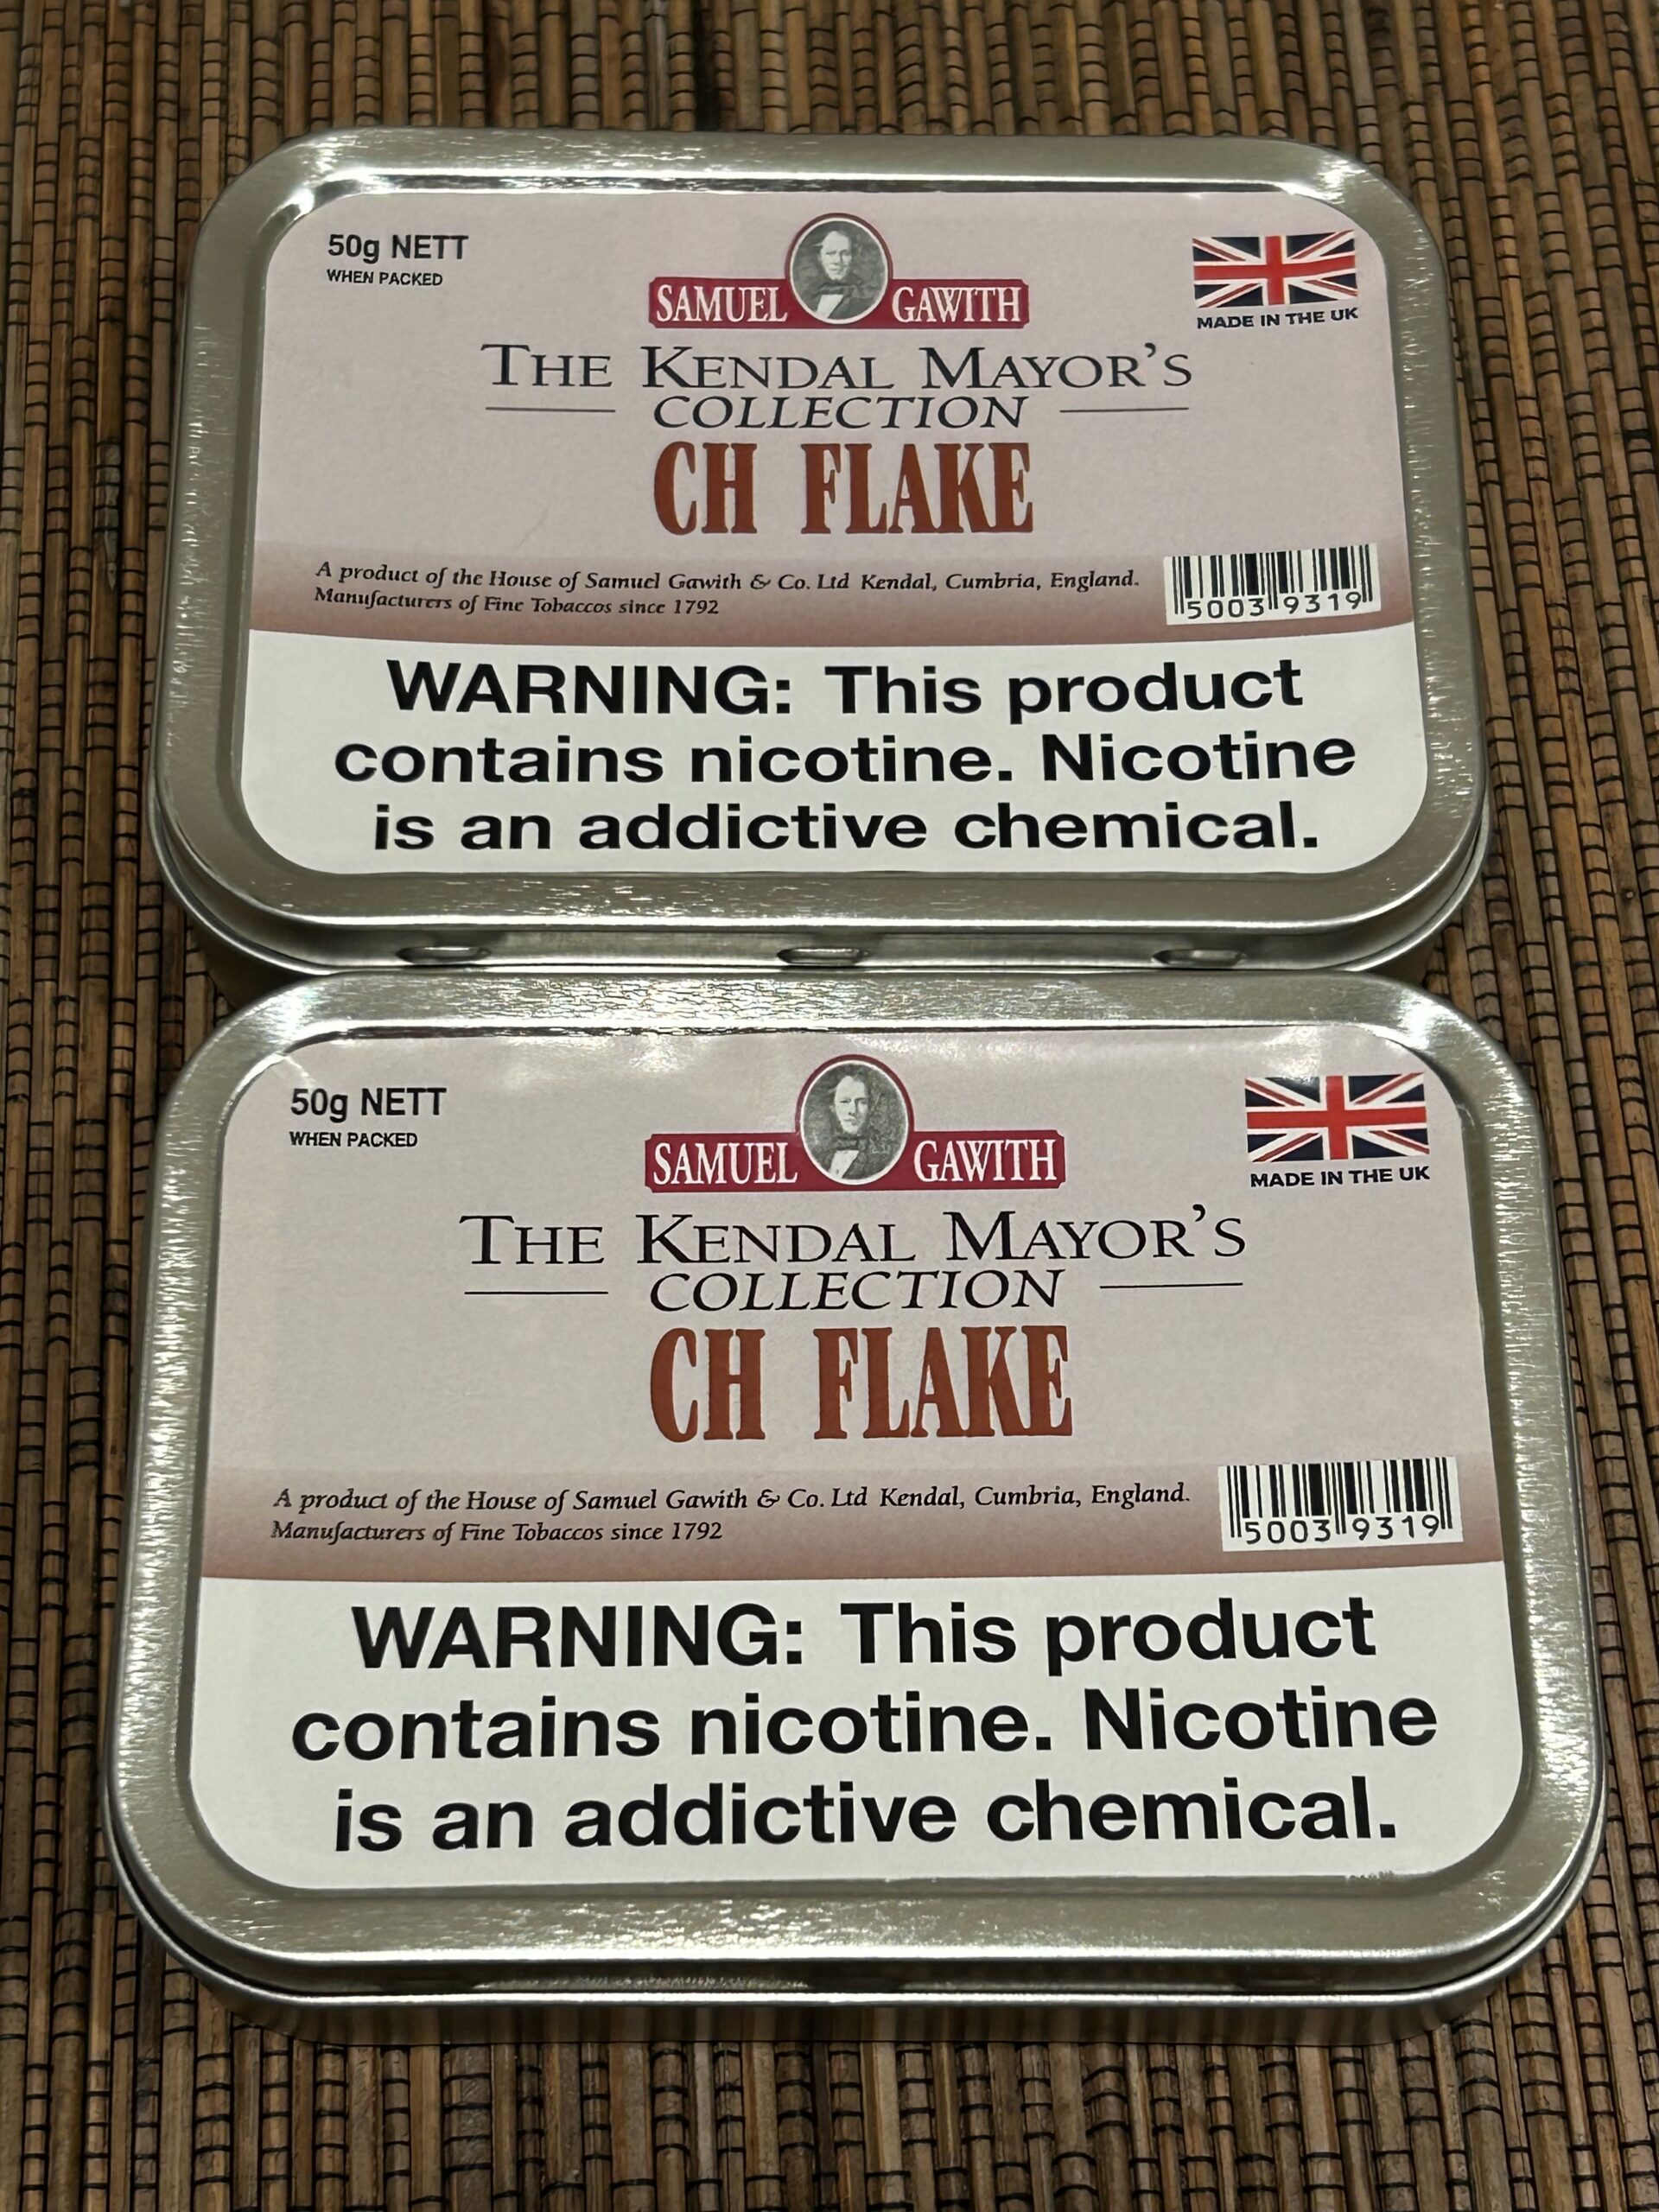 50g NETT
WHEN PACKED
SAMUEL GAWITH
MADE IN THE UK
THE KENDAL MAYOR'S
COLLECTION
CH FLAKE
A product of the House of Samuel Gawith & Co. Ltd Kendal, Cumbria, England.
Manufacturers of Fine Tobaccos since 1792
5003 9319
WARNING: This product
contains nicotine. Nicotine
is an addictive chemical.
50g NETT
WHEN PACKED
SAMUEL GAWITH
MADE IN THE UK
THE KENDAL MAYOR'S
COLLECTION
CH FLAKE
A product of the House of Samuel Gawith & Co. Ltd Kendal, Cumbria, England.
Manufacturers of Fine Tobaccos since 1792
5003 9319
WARNING: This product
contains nicotine. Nicotine
is an addictive chemical.